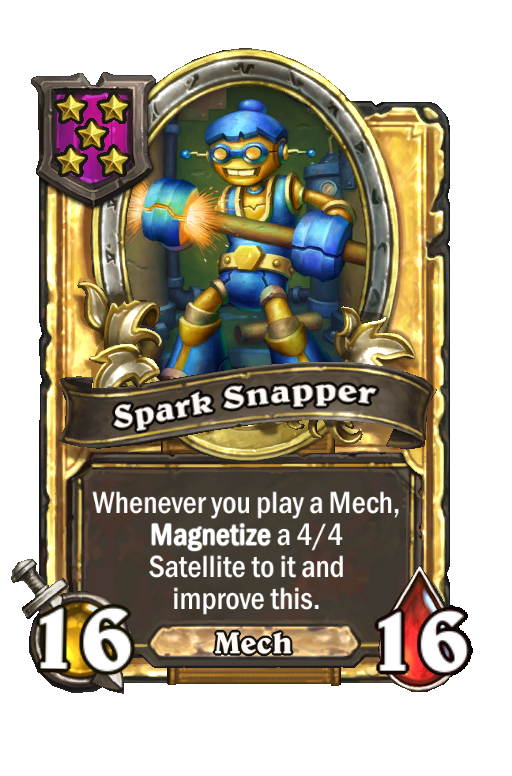 Spark Snapper
Whenever you play a Mech,
Magnetize a 4/4
Satellite to it and
improve this.
16
Mech
16